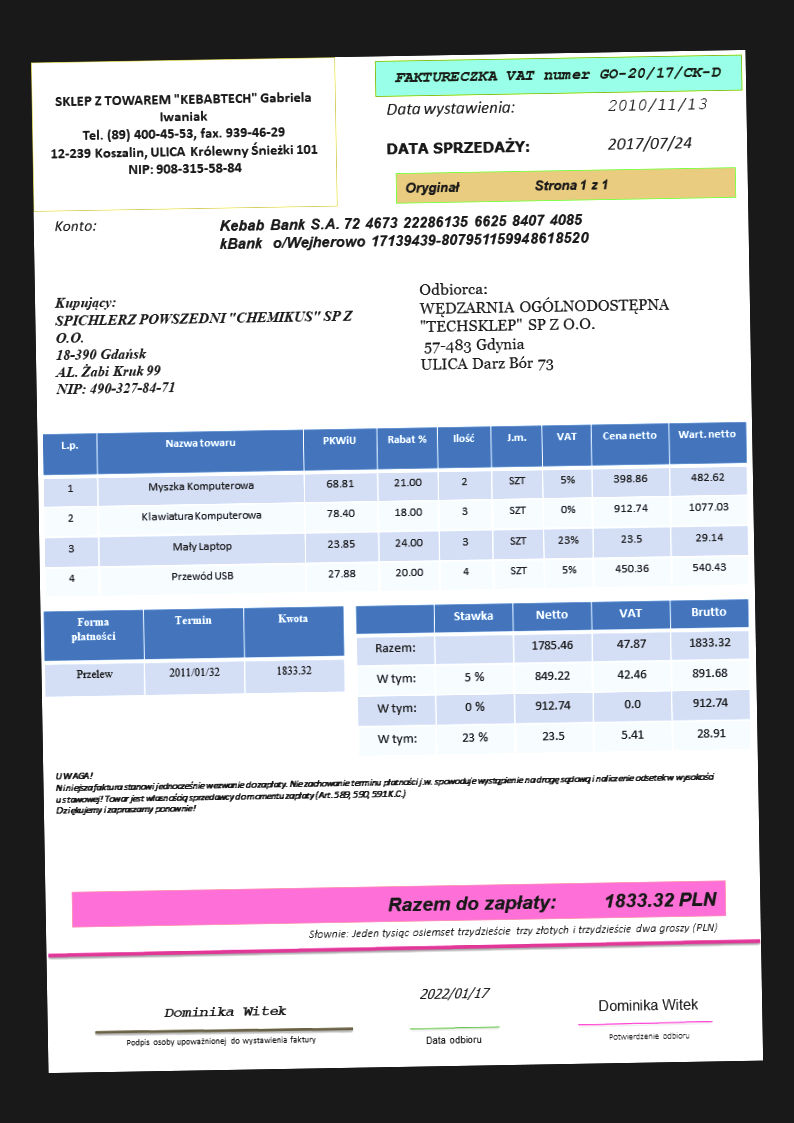 SKLEP Z TOWAREM "KEBABTECH" Gabriela
Iwaniak
Tel. (89) 400-45-53, fax. 939-46-29
12-239 Koszalin, ULICA Królewny Śnieżki 101
NIP: 908-315-58-84
FAKTURECZKA VAT numer GO-20/17/CK-D
Data wystawienia: 2010/11/13
DATA SPRZEDAŻY: 2017/07/24
Oryginał Strona 1 z 1
Konto: Kebab Bank S.A. 72 4673 22286135 6625 8407 4085
kBank o/Wejherowo 17139439-807951159948618520
Kupujący:
SPICHLERZ POWSZEDNI "CHEMIKUS" SP Z
O.O.
18-390 Gdańsk
AL. Żabi Kruk 99
NIP: 490-327-84-71
Odbiorca:
WĘDZARNIA OGÓLNODOSTĘPNA
"TECHSKLEP" SP Z O.O.
57-483 Gdynia
ULICA Darz Bór 73
L.p. Nazwa towaru PKWiU Rabat % Ilość J.m. VAT Cena netto Wart. netto
1 Myszka Komputerowa 68.81 21.00 2 SZT 5% 398.86 482.62
2 Klawiatura Komputerowa 78.40 18.00 3 SZT 0% 912.74 1077.03
3 Mały Laptop 23.85 24.00 3 SZT 23% 23.5 29.14
4 Przewód USB 27.88 20.00 4 SZT 5% 450.36 540.43
Forma
płatności Termin Kwota
Przelew 2011/01/32 1833.32
Stawka Netto VAT Brutto
Razem: 1785.46 47.87 1833.32
W tym: 5 % 849.22 42.46 891.68
W tym: 0 % 912.74 0.0 912.74
W tym: 23 % 23.5 5.41 28.91
UWAGA!
Niniejsza faktura stanowi jednocześnie wezwanie do zapłaty. Nie zachowanie terminu płatności j.w. spowoduje wystąpienie na drogę sądową i naliczenie odsetek w wysokości
ustawowej! Towar jest własnością sprzedawcy do momentu zapłaty (Art. 589, 590, 591 K.C.)
Dziękujemy i zapraszamy ponownie!
Razem do zapłaty: 1833.32 PLN
Słownie: Jeden tysiąc osiemset trzydzieście trzy złotych i trzydzieście dwa groszy (PLN)
Dominika Witek
Podpis osoby upoważnionej do wystawienia faktury
2022/01/17
Data odbioru
Dominika Witek
Potwierdzenie odbioru